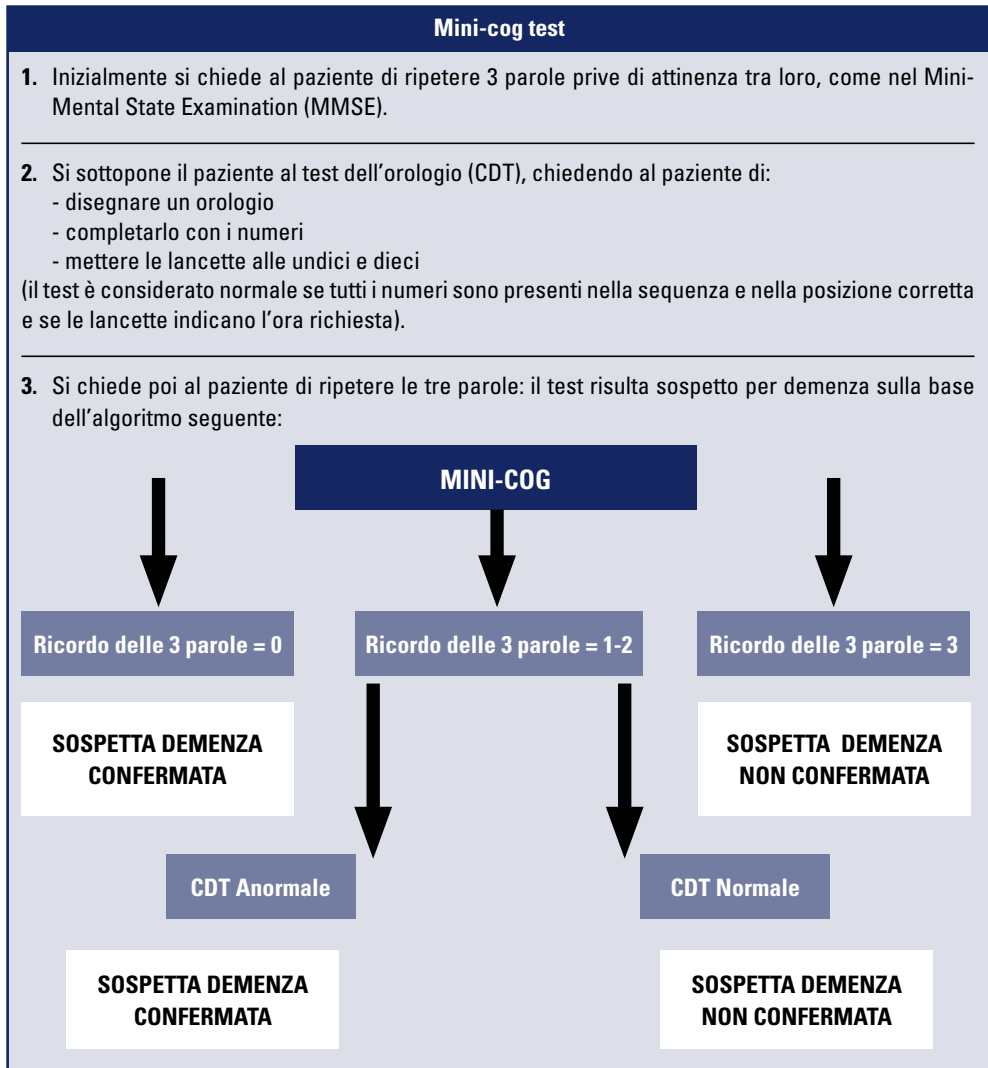 Mini-cog test
1. Inizialmente si chiede al paziente di ripetere 3 parole prive di attinenza tra loro, come nel Mini-
Mental State Examination (MMSE).
2. Si sottopone il paziente al test dell'orologio (CDT), chiedendo al paziente di:
- disegnare un orologio
- completarlo con i numeri
- mettere le lancette alle undici e dieci
(il test è considerato normale se tutti i numeri sono presenti nella sequenza e nella posizione corretta
e se le lancette indicano l'ora richiesta).
3. Si chiede poi al paziente di ripetere le tre parole: il test risulta sospetto per demenza sulla base
dell'algoritmo seguente:
MINI-COG
Ricordo delle 3 parole = 0
Ricordo delle 3 parole = 1-2
Ricordo delle 3 parole = 3
SOSPETTA DEMENZA
CONFERMATA
SOSPETTA DEMENZA
NON CONFERMATA
CDT Anormale
CDT Normale
SOSPETTA DEMENZA
CONFERMATA
SOSPETTA DEMENZA
NON CONFERMATA